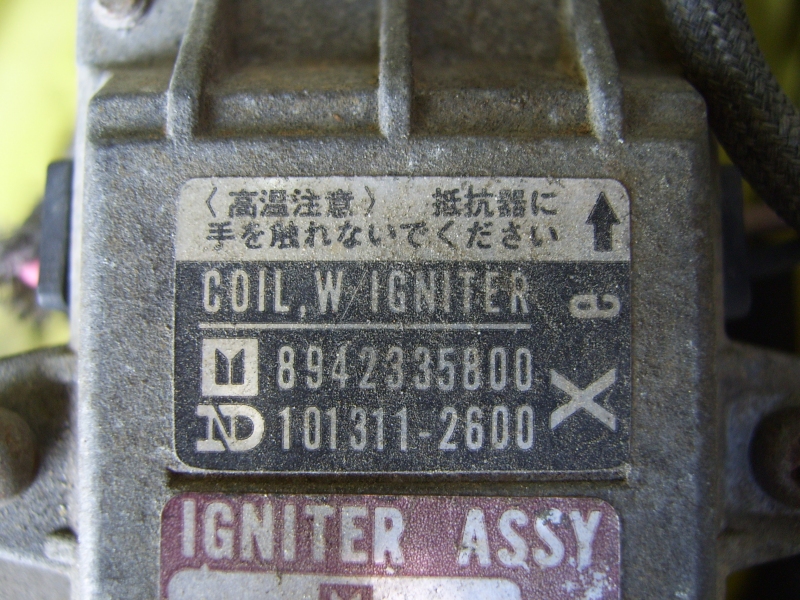 〈高温注意〉 抵抗器に ↑
手を触れないでください
COIL, W/IGNITER e
8942335800 X
ND 101311-2600
IGNITER ASSY